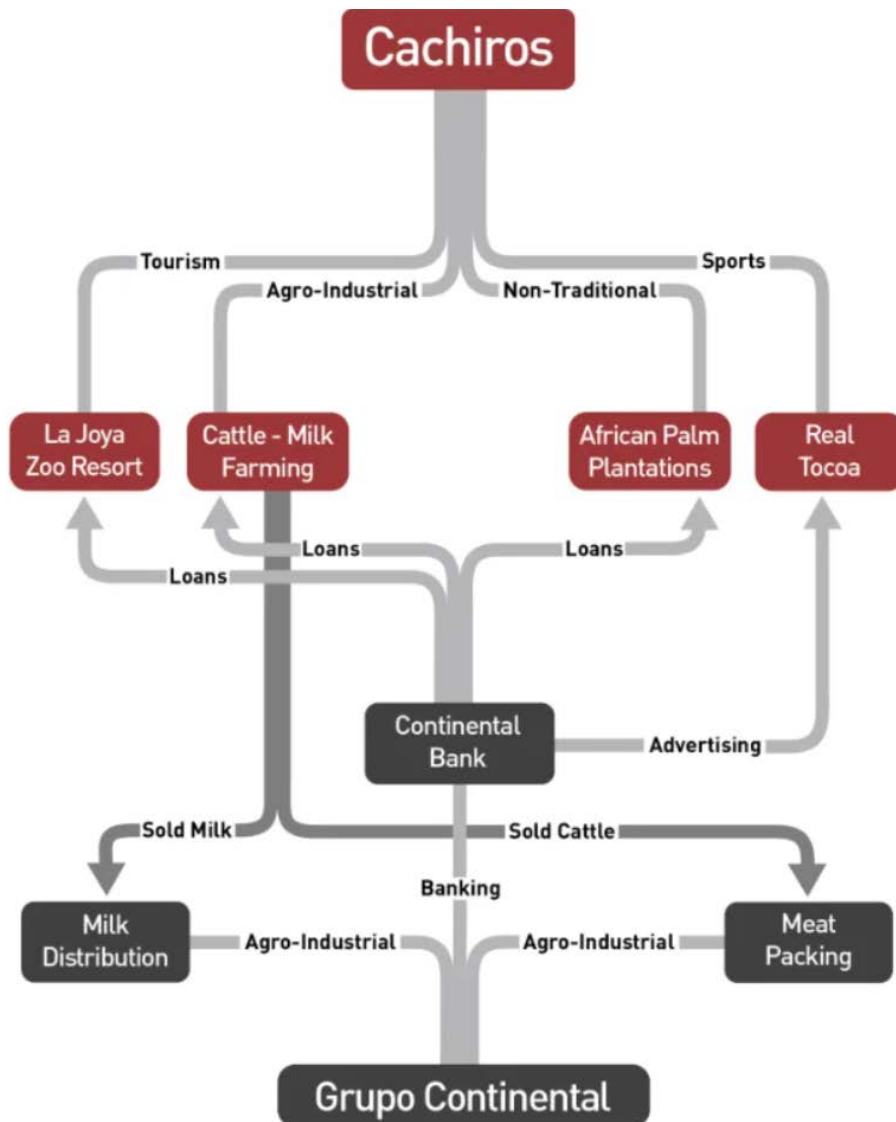 Cachiros
Tourism
Sports
Agro-Industrial
Non-Traditional
La Joya
Zoo Resort
Cattle - Milk
Farming
African Palm
Plantations
Real
Tocoa
Loans
Loans
Loans
Continental
Bank
Advertising
Sold Milk
Sold Cattle
Banking
Milk
Distribution
Agro-Industrial
Agro-Industrial
Meat
Packing
Grupo Continental